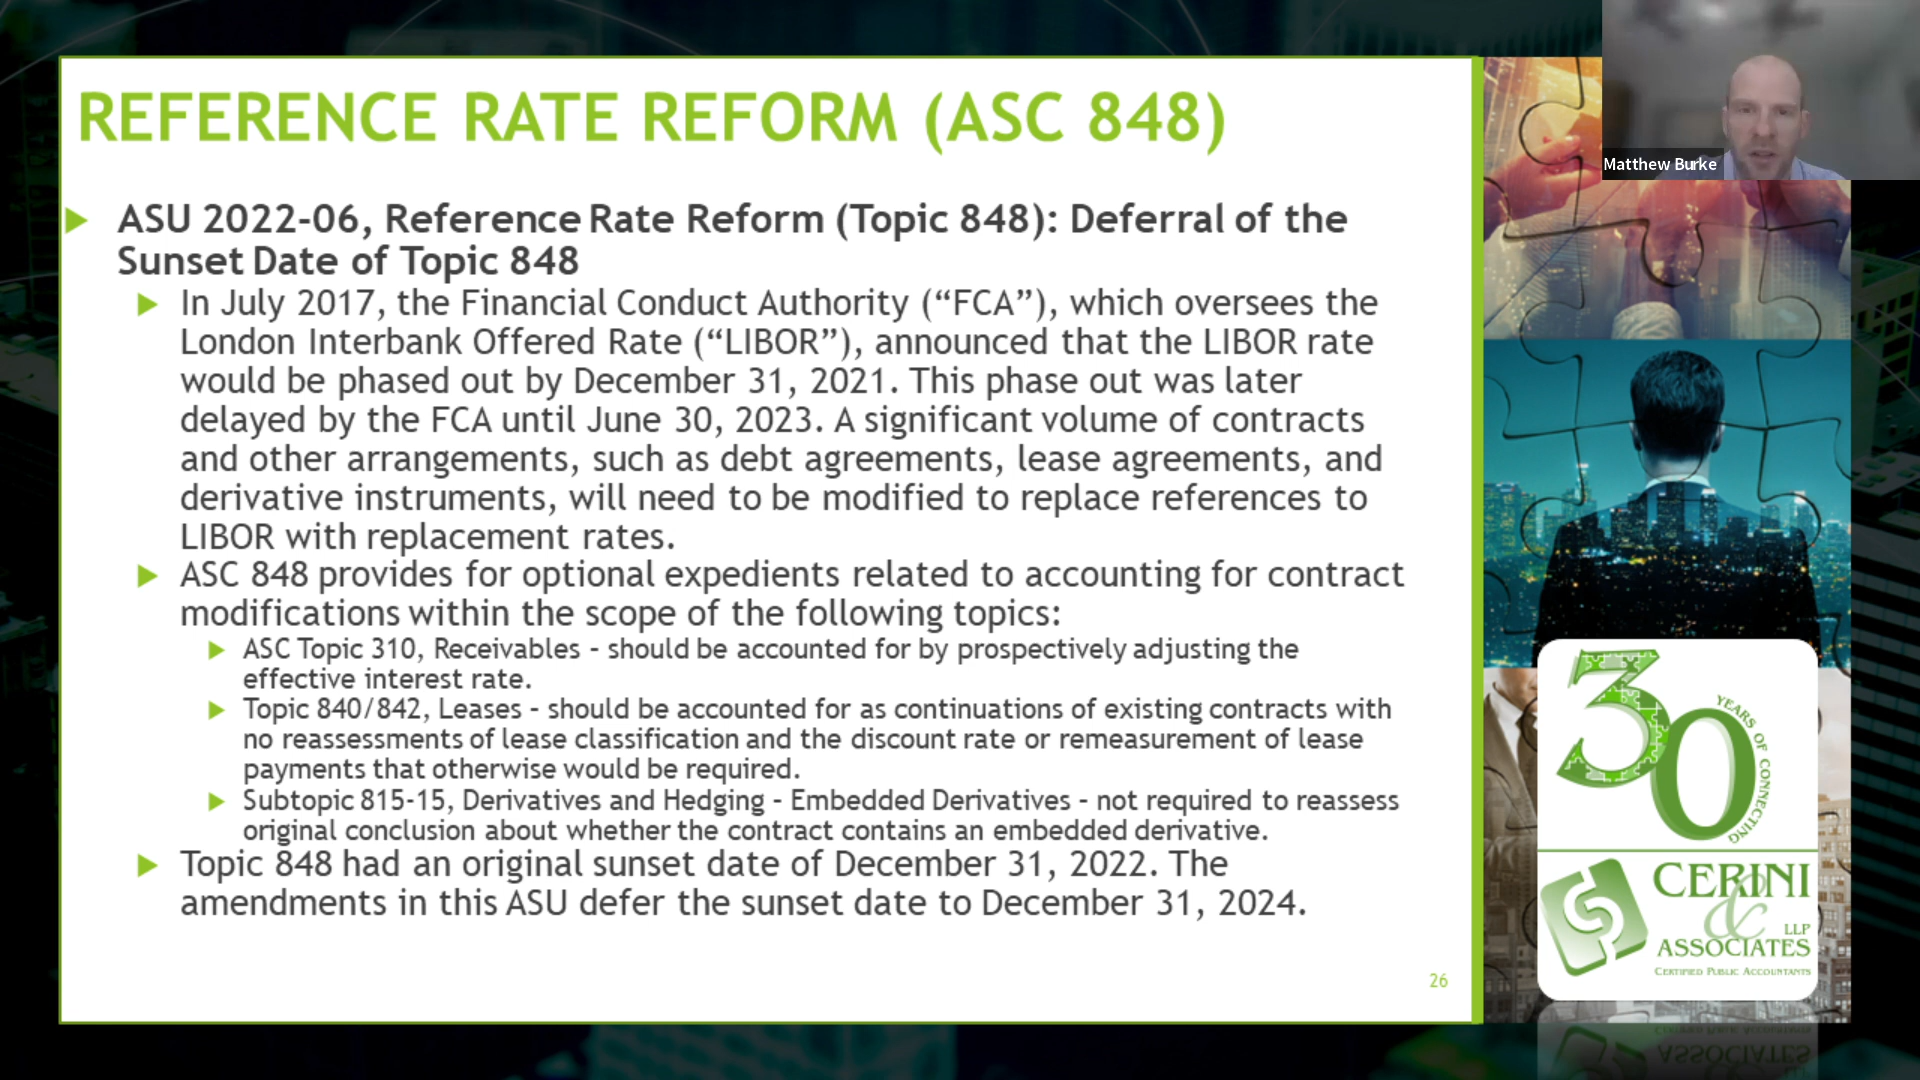 REFERENCE RATE REFORM (ASC 848)
ASU 2022-06, Reference Rate Reform (Topic 848): Deferral of the
Sunset Date of Topic 848
In July 2017, the Financial Conduct Authority (“FCA”), which oversees the
London Interbank Offered Rate (“LIBOR”), announced that the LIBOR rate
would be phased out by December 31, 2021. This phase out was later
delayed by the FCA until June 30, 2023. A significant volume of contracts
and other arrangements, such as debt agreements, lease agreements, and
derivative instruments, will need to be modified to replace references to
LIBOR with replacement rates.
ASC 848 provides for optional expedients related to accounting for contract
modifications within the scope of the following topics:
ASC Topic 310, Receivables - should be accounted for by prospectively adjusting the
effective interest rate.
Topic 840/842, Leases - should be accounted for as continuations of existing contracts with
no reassessments of lease classification and the discount rate or remeasurement of lease
payments that otherwise would be required.
Subtopic 815-15, Derivatives and Hedging - Embedded Derivatives - not required to reassess
original conclusion about whether the contract contains an embedded derivative.
Topic 848 had an original sunset date of December 31, 2022. The
amendments in this ASU defer the sunset date to December 31, 2024.
26
Matthew Burke
30
YEARS OF CONNECTING
CERINI
&
LLP
ASSOCIATES
CERTIFIED PUBLIC ACCOUNTANTS